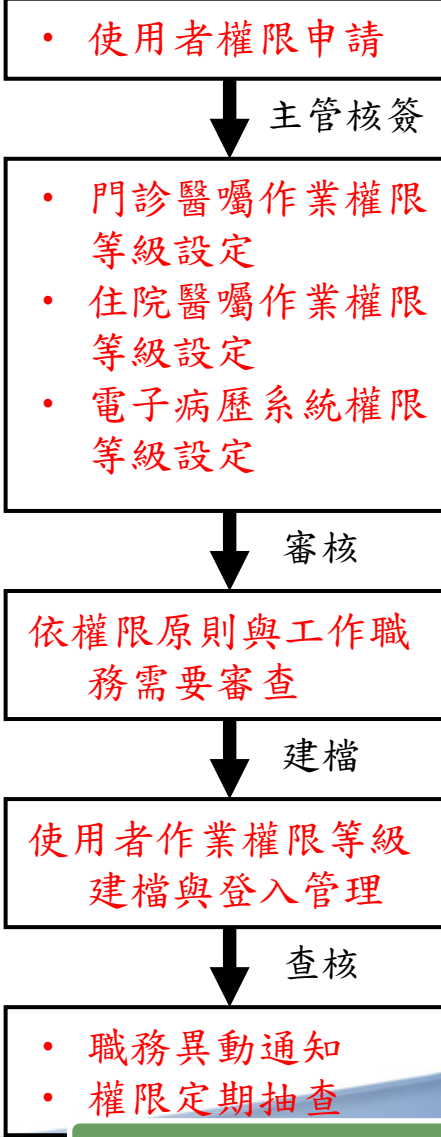 • 使用者權限申請
主管核簽
• 門診醫囑作業權限
等級設定
• 住院醫囑作業權限
等級設定
• 電子病歷系統權限
等級設定
審核
依權限原則與工作職
務需要審查
建檔
使用者作業權限等級
建檔與登入管理
查核
• 職務異動通知
• 權限定期抽查